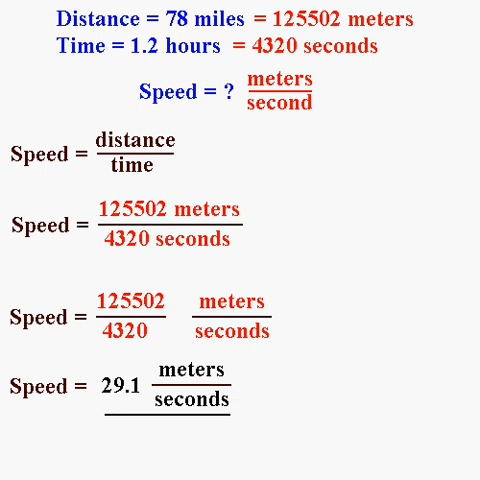 Distance = 78 miles = 125502 meters
Time = 1.2 hours = 4320 seconds
Speed = ? meters
second
Speed = distance
time
Speed = 125502 meters
4320 seconds
Speed = 125502 meters
4320 seconds
Speed = 29.1 meters
seconds